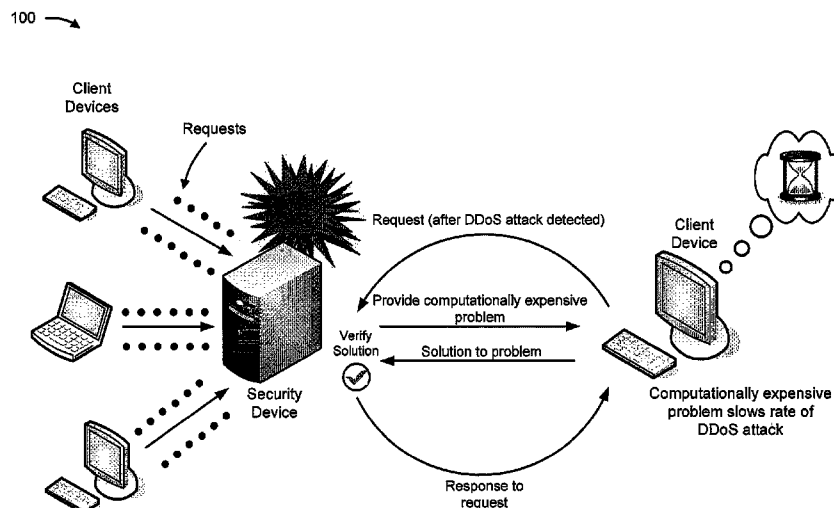 100
Client
Devices
Requests
Request (after DDoS attack detected)
Client
Device
Provide computationally expensive
problem
Verify
Solution
Solution to problem
Security
Device
Computationally expensive
problem slows rate of
DDoS attack
Response to
request